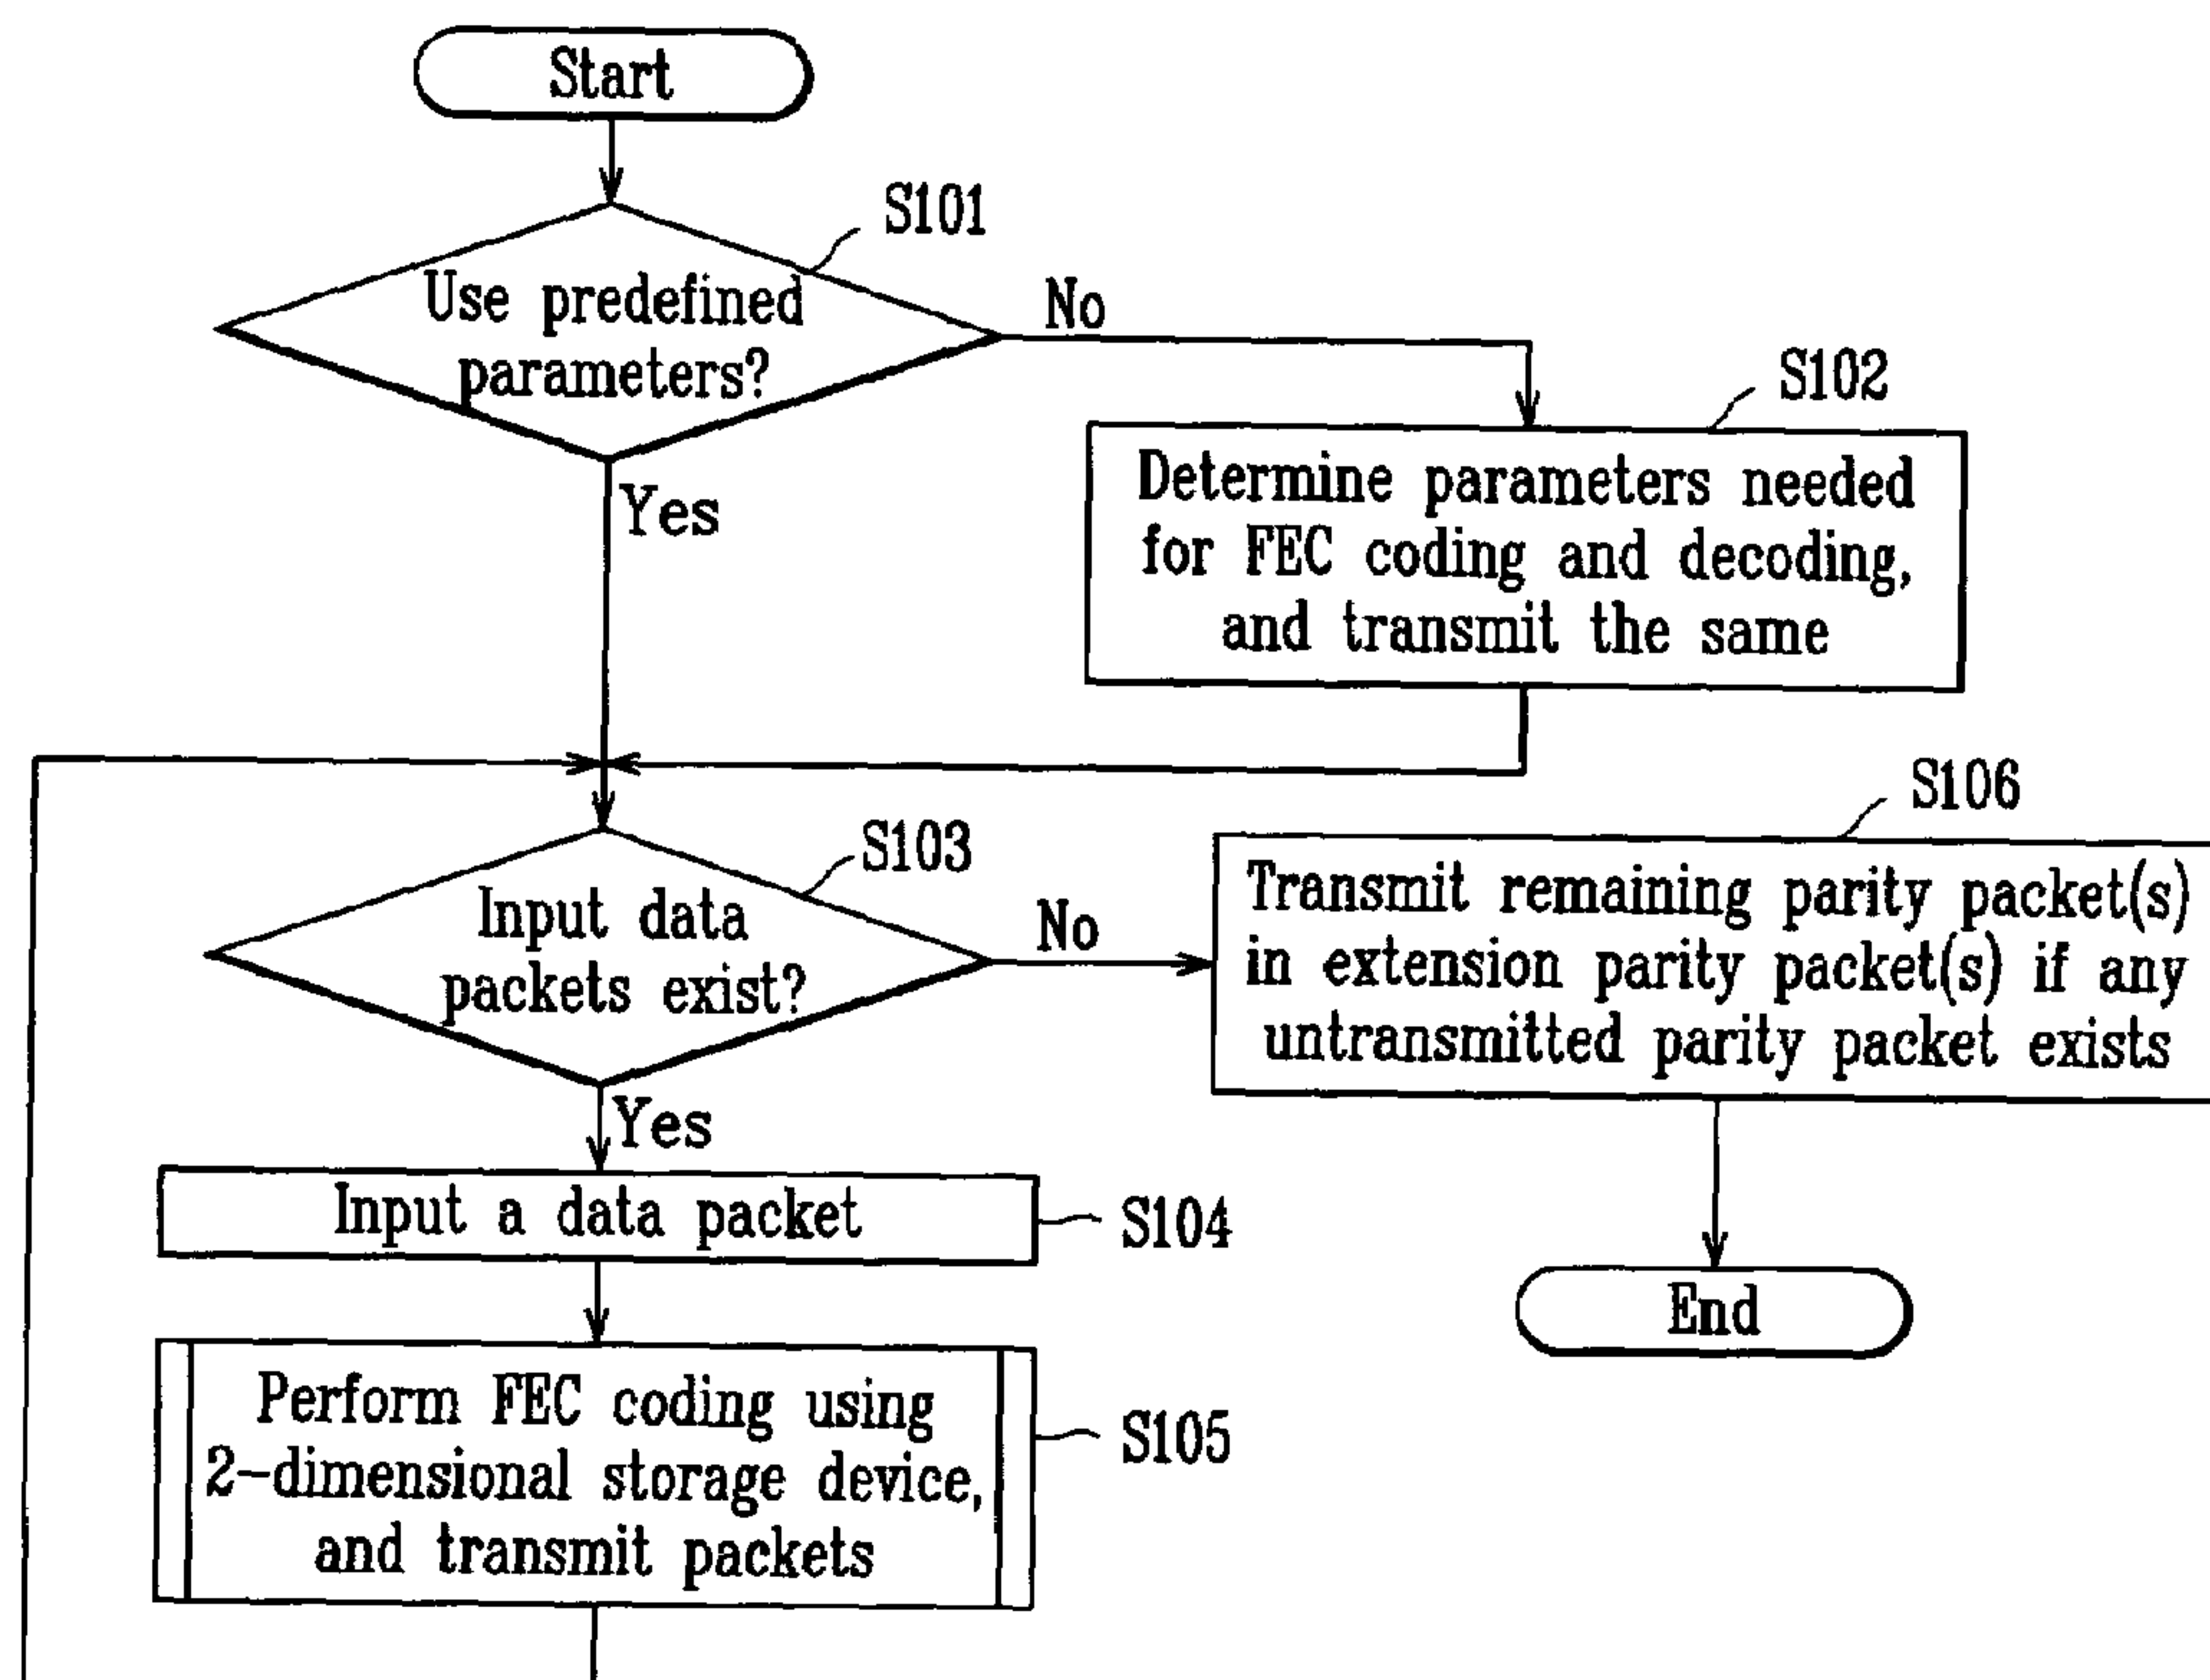 Start
S101
Use predefined
parameters?
No
Yes
S102
Determine parameters needed
for FEC coding and decoding,
and transmit the same
S103
Input data
packets exist?
No
Yes
S106
Transmit remaining parity packet(s)
in extension parity packet(s) if any
untransmitted parity packet exists
Input a data packet
S104
End
Perform FEC coding using
2-dimensional storage device,
and transmit packets
S105